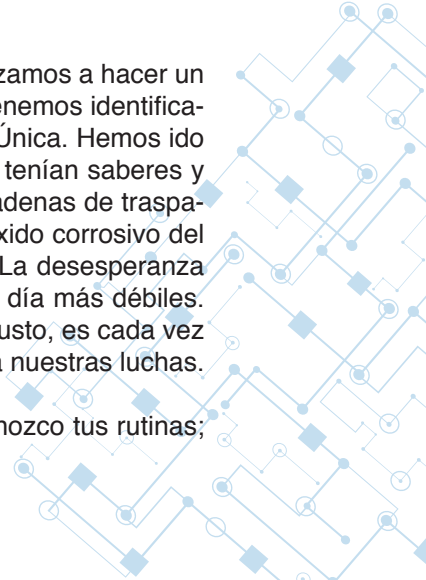 zamos a hacer un
enemos identifica-
Única. Hemos ido
tenían saberes y
adenas de traspa-
xido corrosivo del
La desesperanza
día más débiles.
usto, es cada vez
a nuestras luchas.
nozco tus rutinas;